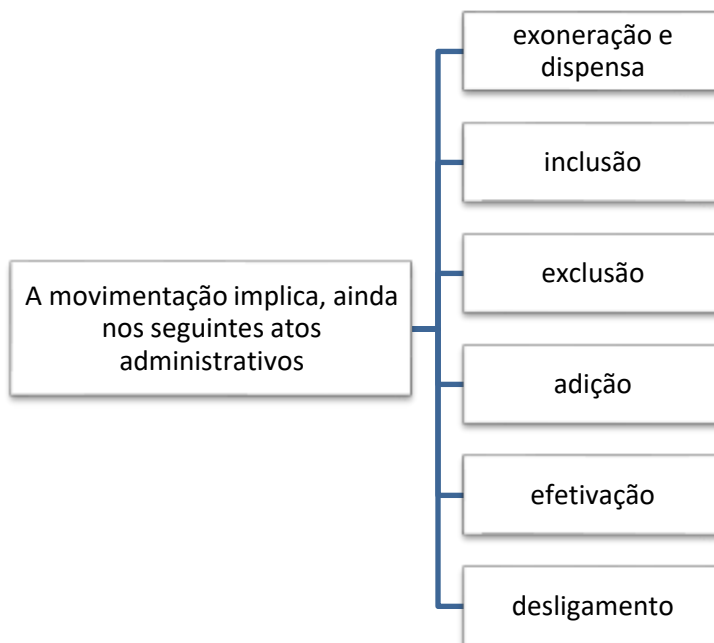 A movimentação implica, ainda
nos seguintes atos
administrativos
exoneração e
dispensa
inclusão
exclusão
adição
efetivação
desligamento